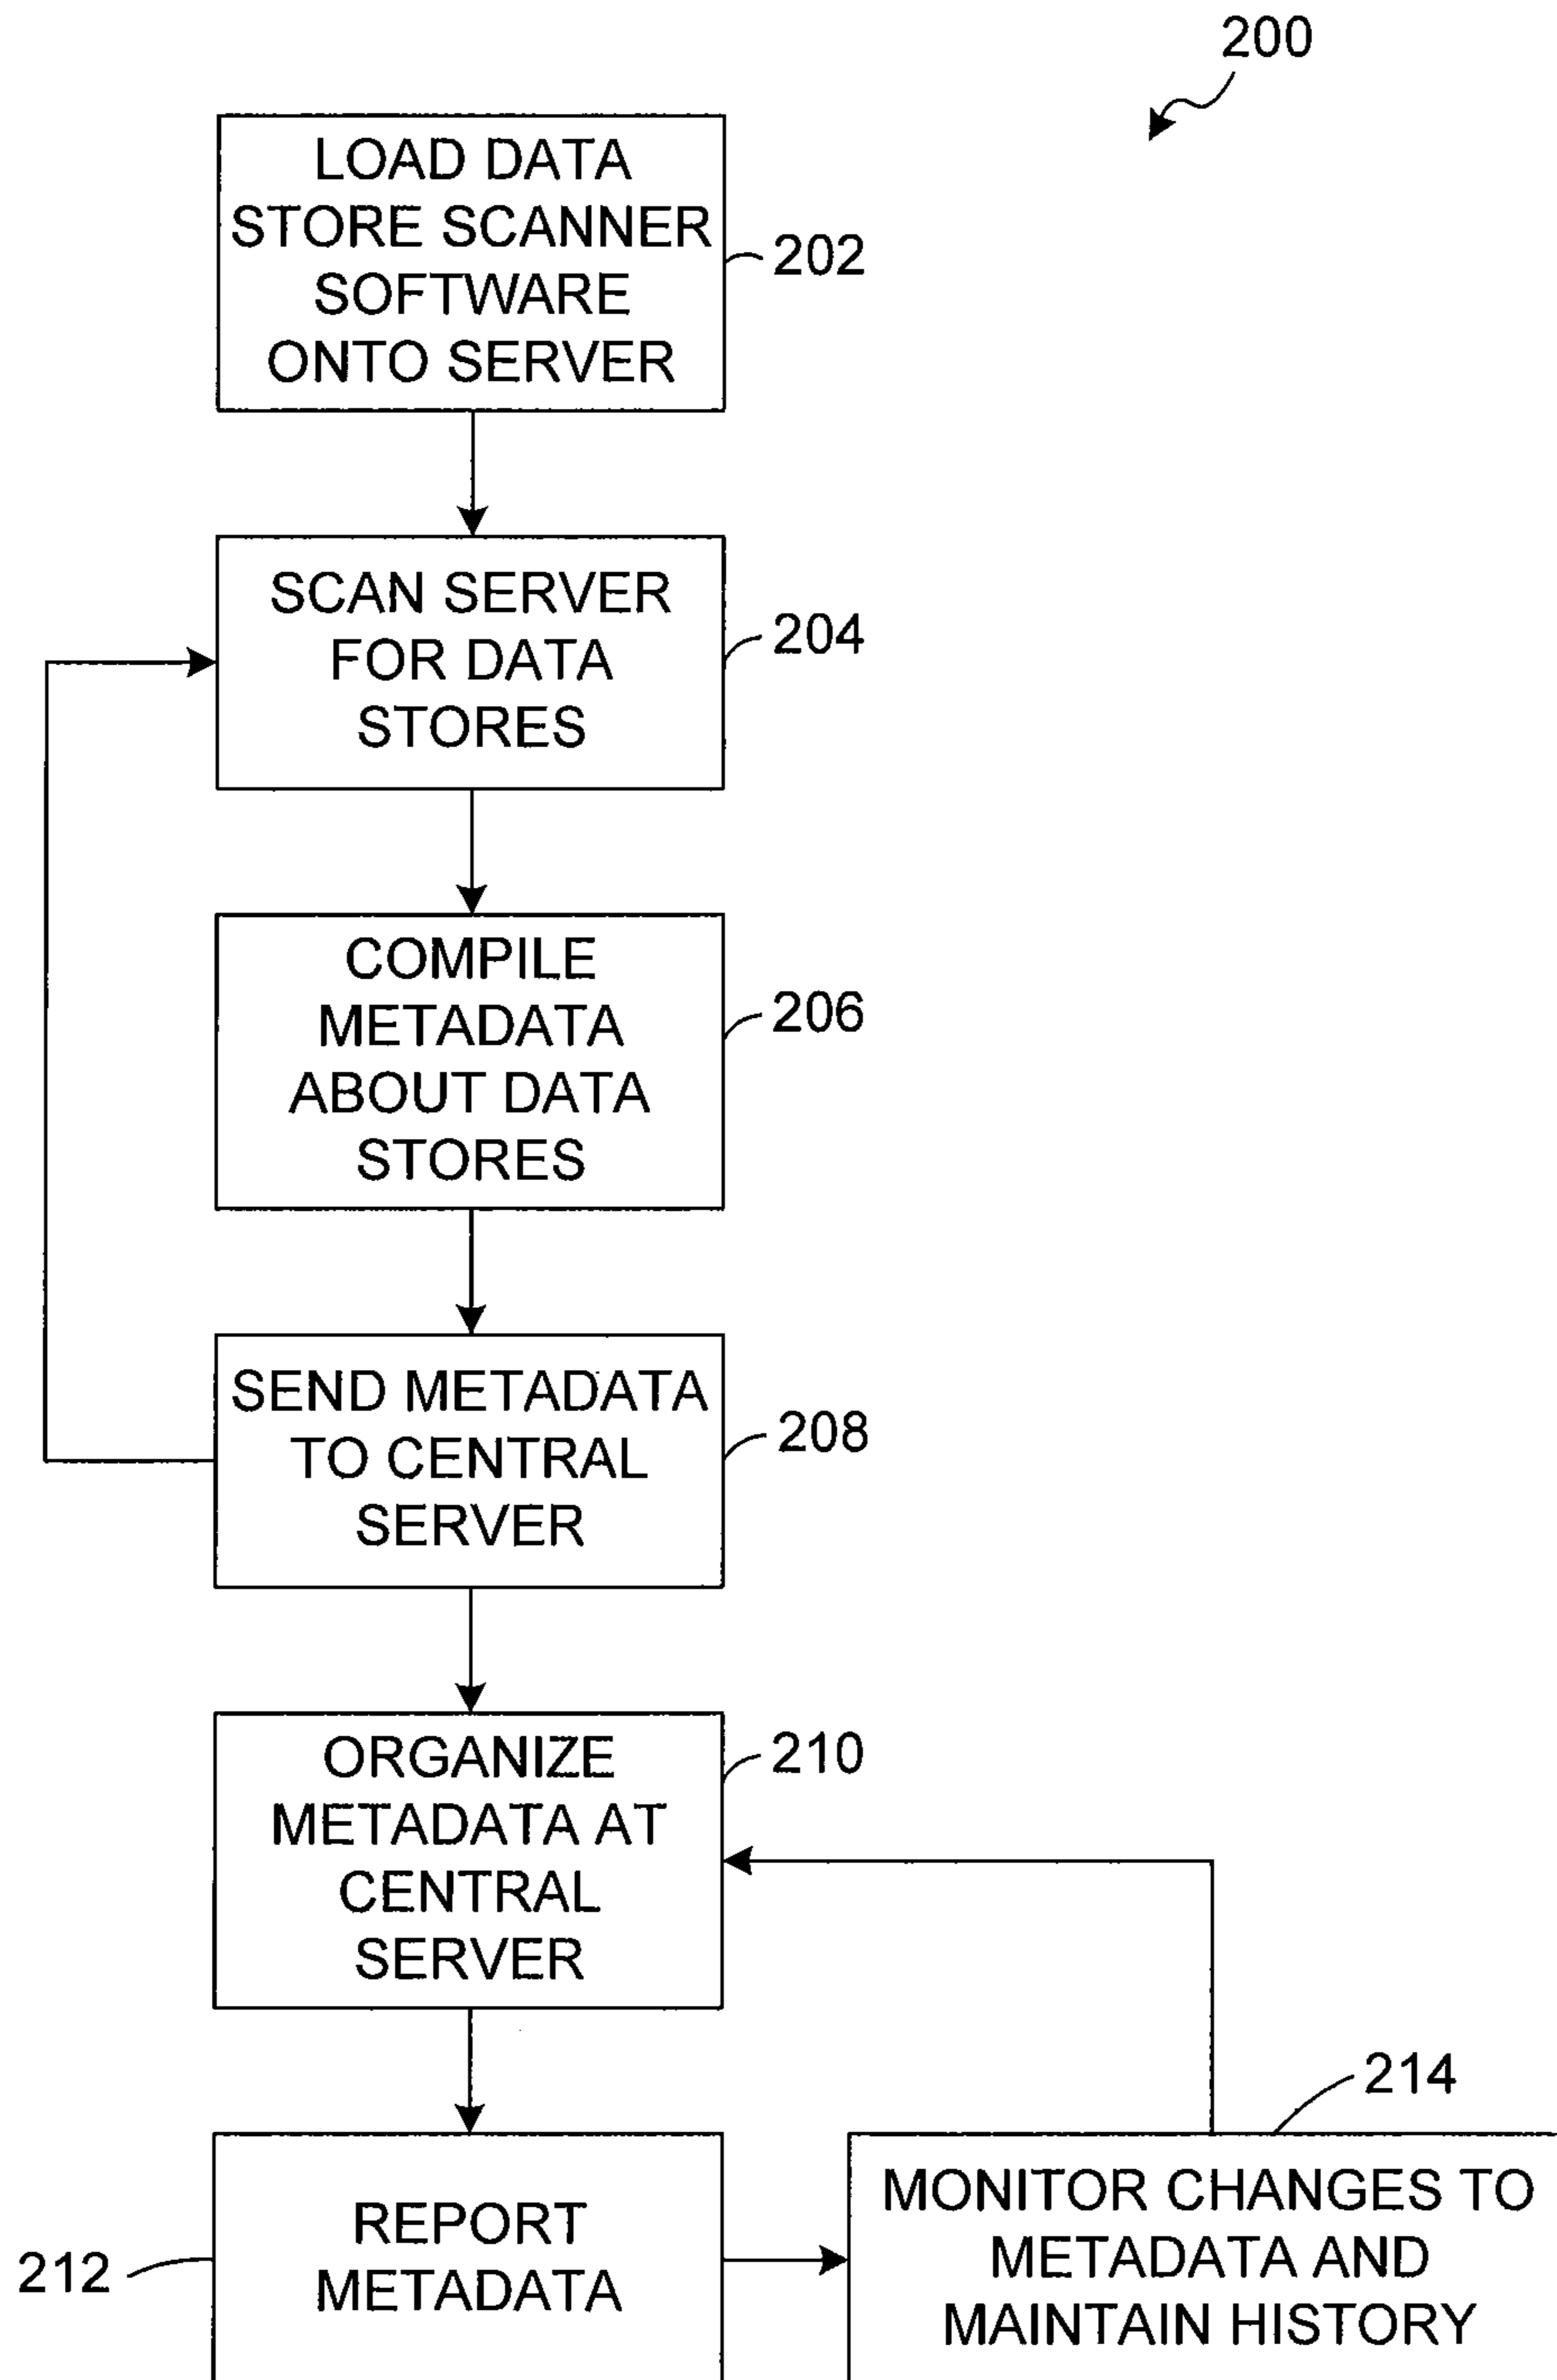 200
LOAD DATA
STORE SCANNER
SOFTWARE
ONTO SERVER
202
SCAN SERVER
FOR DATA
STORES
204
COMPILE
METADATA
ABOUT DATA
STORES
206
SEND METADATA
TO CENTRAL
SERVER
208
ORGANIZE
METADATA AT
CENTRAL
SERVER
210
REPORT
METADATA
212
MONITOR CHANGES TO
METADATA AND
MAINTAIN HISTORY
214